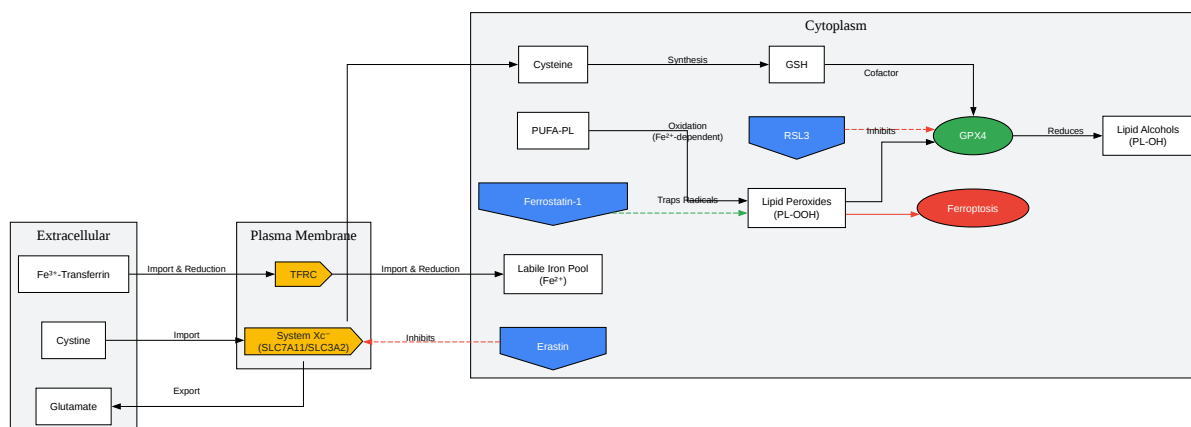 Cytoplasm
Cysteine
Synthesis
GSH
Cofactor
PUFA-PL
Oxidation
(Fe²⁺-dependent)
RSL3
Inhibits
GPX4
Reduces
Lipid Alcohols
(PL-OH)
Ferrostatin-1
Traps Radicals
Lipid Peroxides
(PL-OOH)
Ferroptosis
Extracellular
Plasma Membrane
Fe³⁺-Transferrin
Import & Reduction
TFRC
Import & Reduction
Labile Iron Pool
(Fe²⁺)
Cystine
Import
System Xc⁻
(SLC7A11/SLC3A2)
Inhibits
Erastin
Glutamate
Export